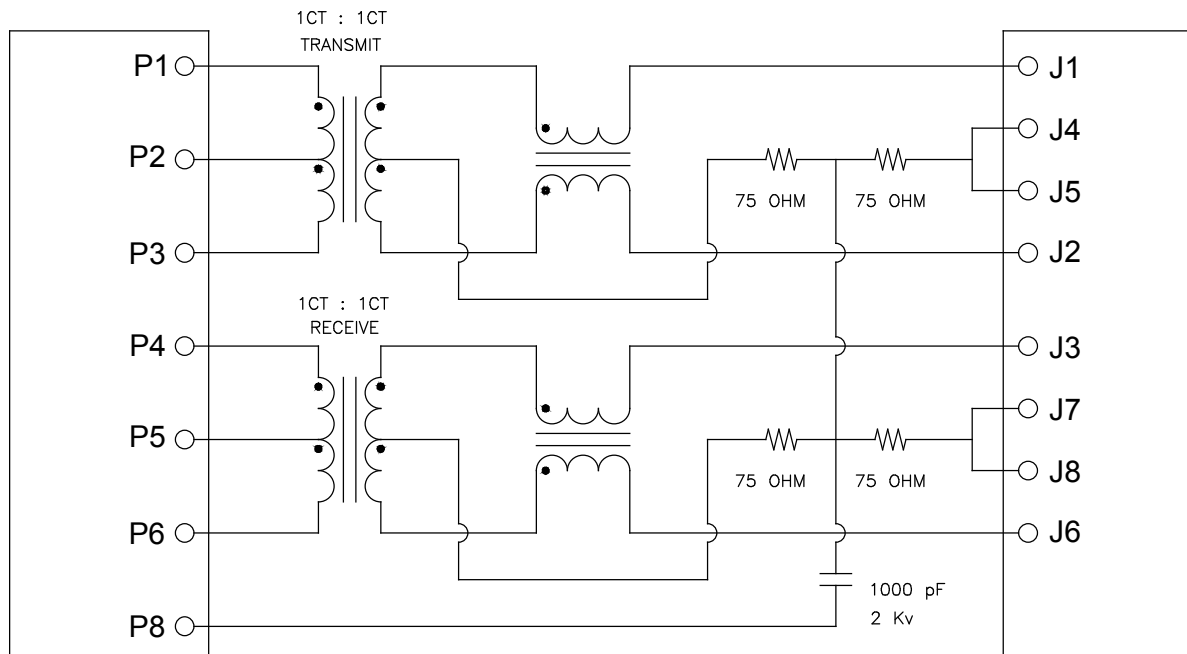 1CT : 1CT
TRANSMIT
P1
J1
J4
P2
75 OHM
75 OHM
J5
P3
J2
1CT : 1CT
RECEIVE
P4
J3
J7
P5
75 OHM
75 OHM
J8
P6
J6
1000 pF
2 Kv
P8